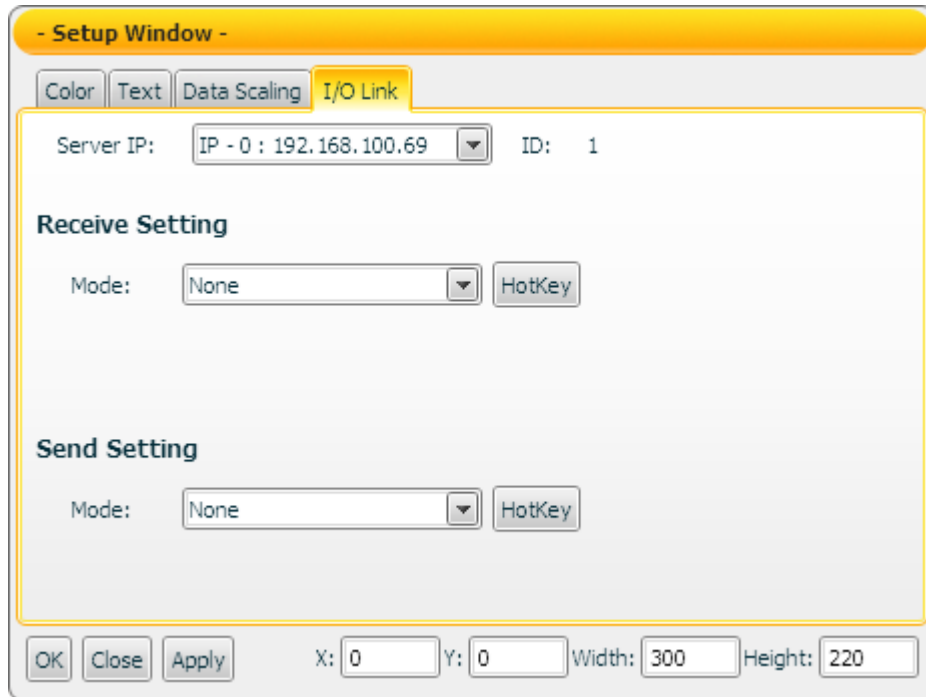 - Setup Window -
Color Text Data Scaling I/O Link
Server IP: IP - 0 : 192.168.100.69 ID: 1
Receive Setting
Mode: None HotKey
Send Setting
Mode: None HotKey
OK Close Apply X: 0 Y: 0 Width: 300 Height: 220